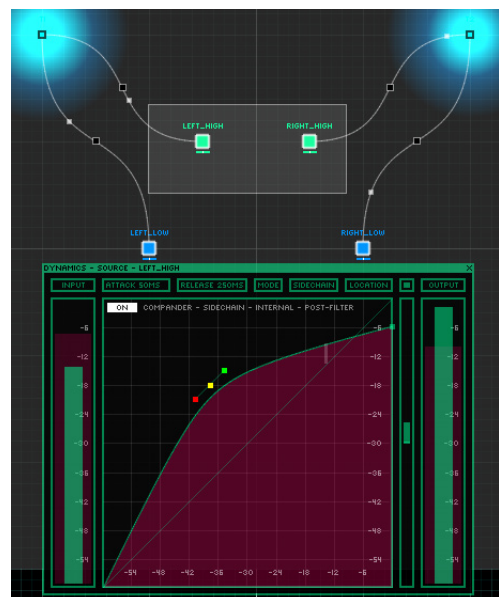 LEFT_HIGH RIGHT_HIGH
LEFT_LOW RIGHT_LOW
DYNAMICS - SOURCE - LEFT_HIGH X
INPUT ATTACK 50MS RELEASE 250MS MODE SIDECHAIN LOCATION OUTPUT
ON COMPANDER - SIDECHAIN - INTERNAL - POST-FILTER
-6 -6 -6
-12 -12 -12
-18 -18 -18
-24 -24 -24
-30 -30 -30
-36 -36 -36
-42 -42 -42
-48 -48 -48
-54 -54 -54
-54 -48 -42 -36 -30 -24 -18 -12 -6